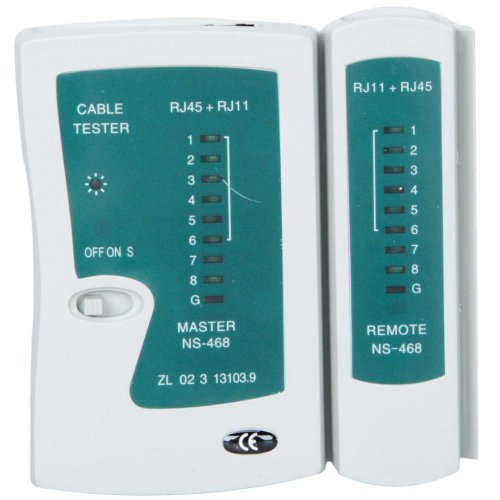 CABLE
TESTER
OFF ON S
RJ45 + RJ11
1
2
3
4
5
6
7
8
G
MASTER
NS-468
ZL 02 3 13103.9
CE
RJ11 + RJ45
1
2
3
4
5
6
7
8
G
REMOTE
NS-468